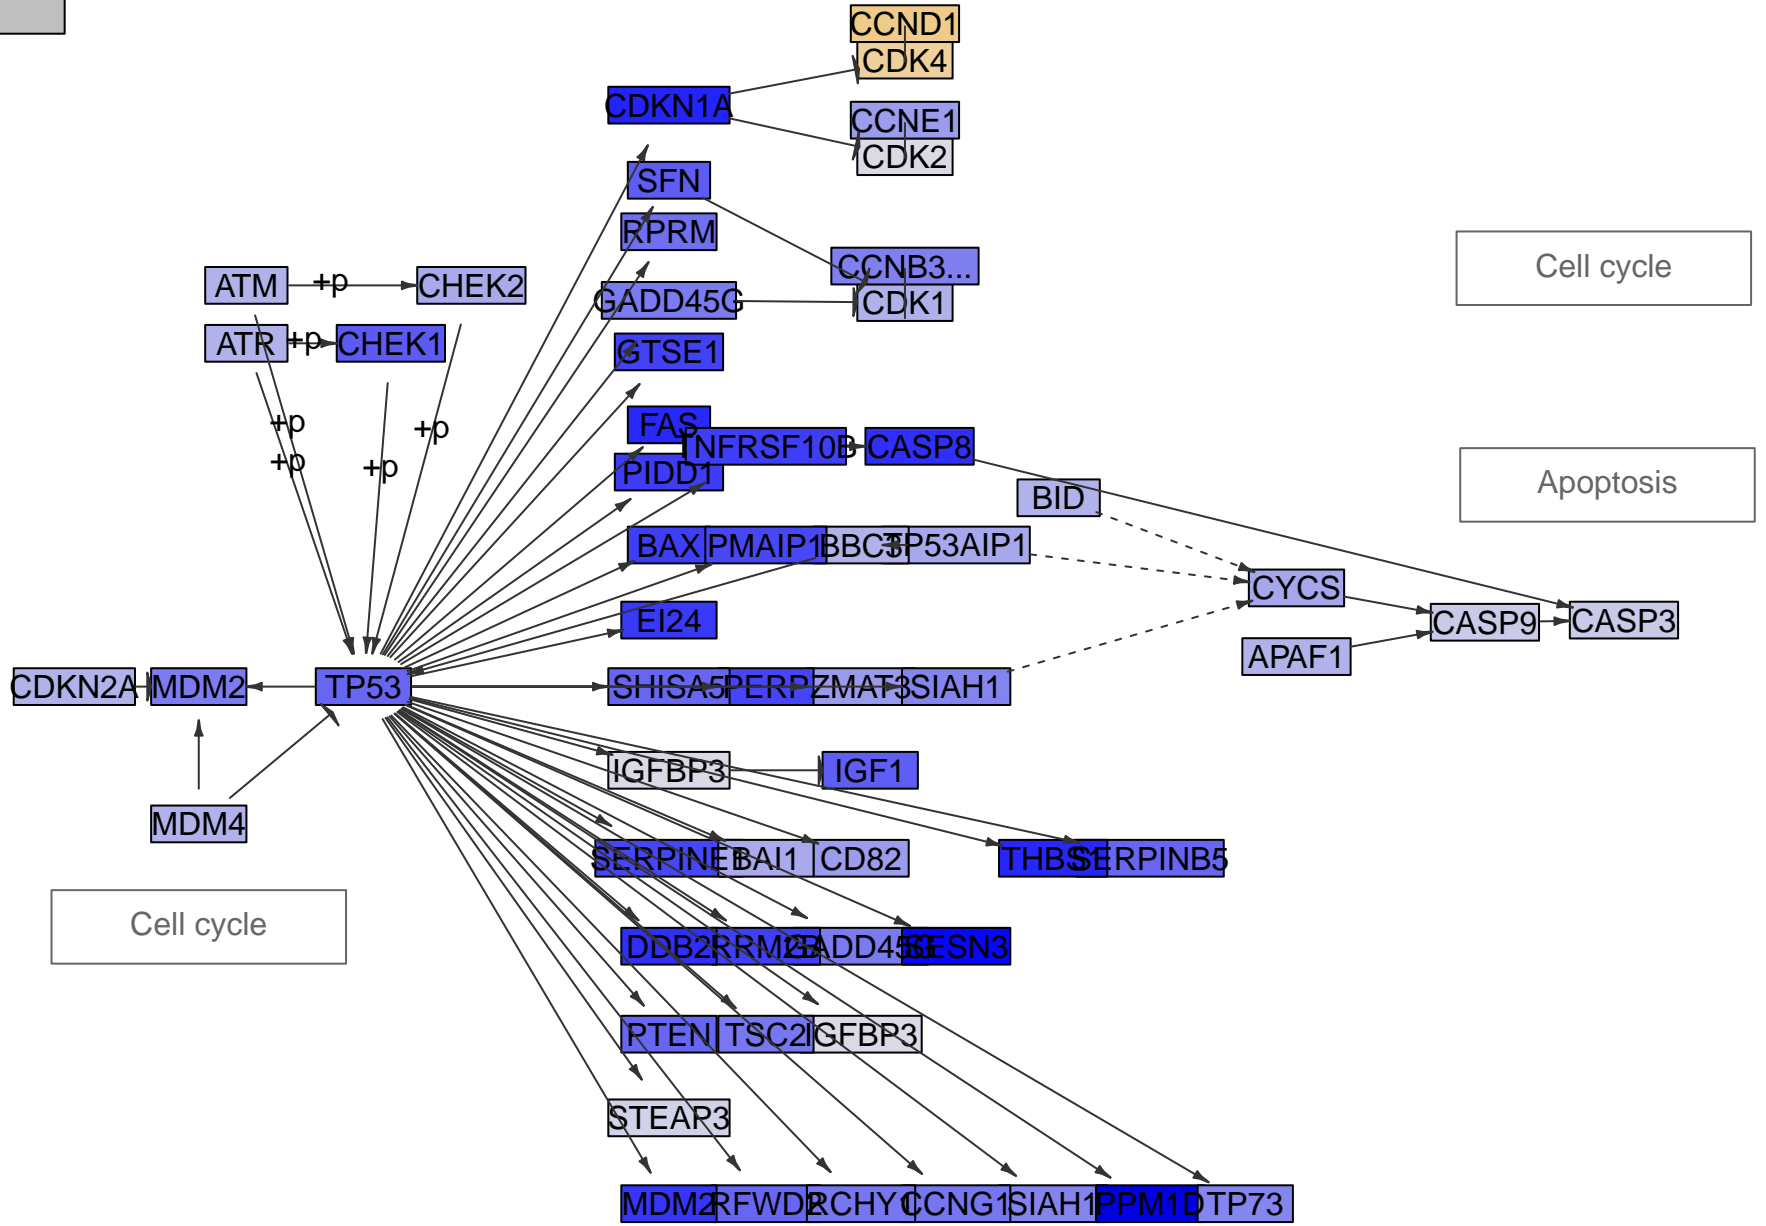 CCND1
CDK4
CDKN1A
CCNE1
CDK2
SFN
RPRM
CCNB3...
Cell cycle
ATM
+p
CHEK2
GADD45G
CDK1
ATR
+p
CHEK1
GTSE1
+p
+p
FAS
TNFRSF10B
CASP8
+p
+p
PIDD1
Apoptosis
BID
BAX
PMAIP1
BBC3
TP53AIP1
CYCS
EI24
CASP9
CASP3
APAF1
CDKN2A
MDM2
TP53
SHISA5
PERP
ZMAT3
SIAH1
IGFBP3
IGF1
MDM4
SERPINE1
BAI1
CD82
THBS1
SERPINB5
Cell cycle
DDB2
RRM2B
GADD45G
SESN3
PTEN
TSC2
IGFBP3
STEAP3
MDM2
RFWD2
RCHY1
CCNG1
SIAH1
PPM1D
TP73